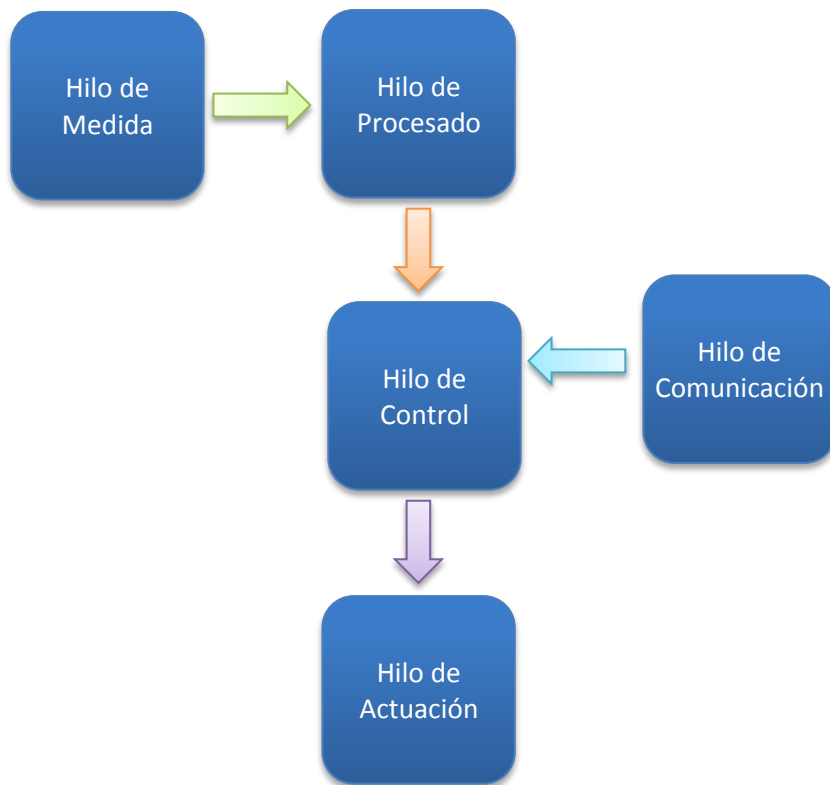 Hilo de
Medida
Hilo de
Procesado
Hilo de
Control
Hilo de
Comunicación
Hilo de
Actuación